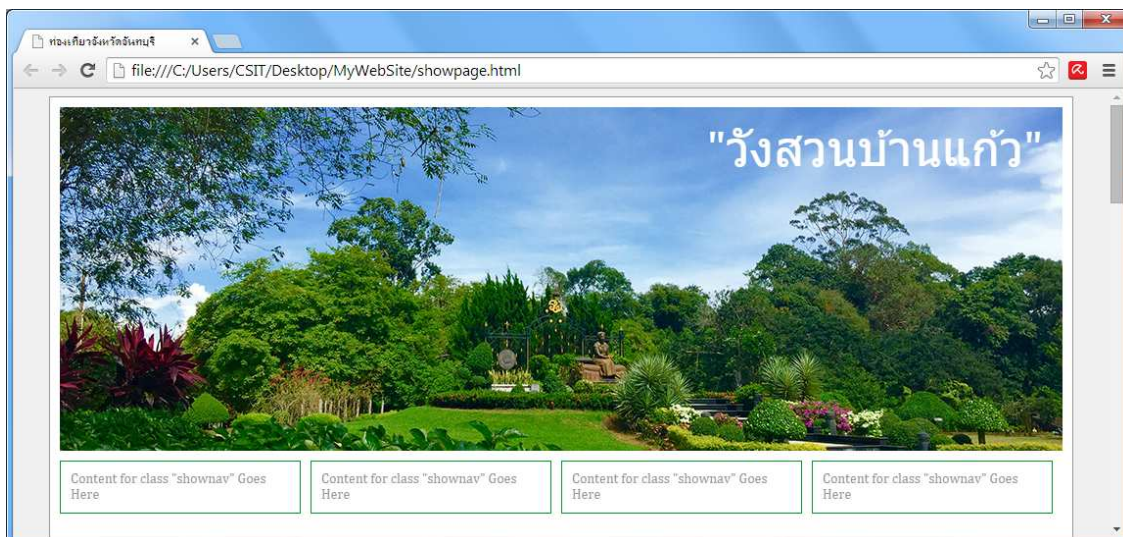 ท่องเที่ยวจังหวัดจันทบุรี
file:///C:/Users/CSIT/Desktop/MyWebSite/showpage.html
"วังสวนบ้านแก้ว"
Content for class "shownav" Goes Here
Content for class "shownav" Goes Here
Content for class "shownav" Goes Here
Content for class "shownav" Goes Here